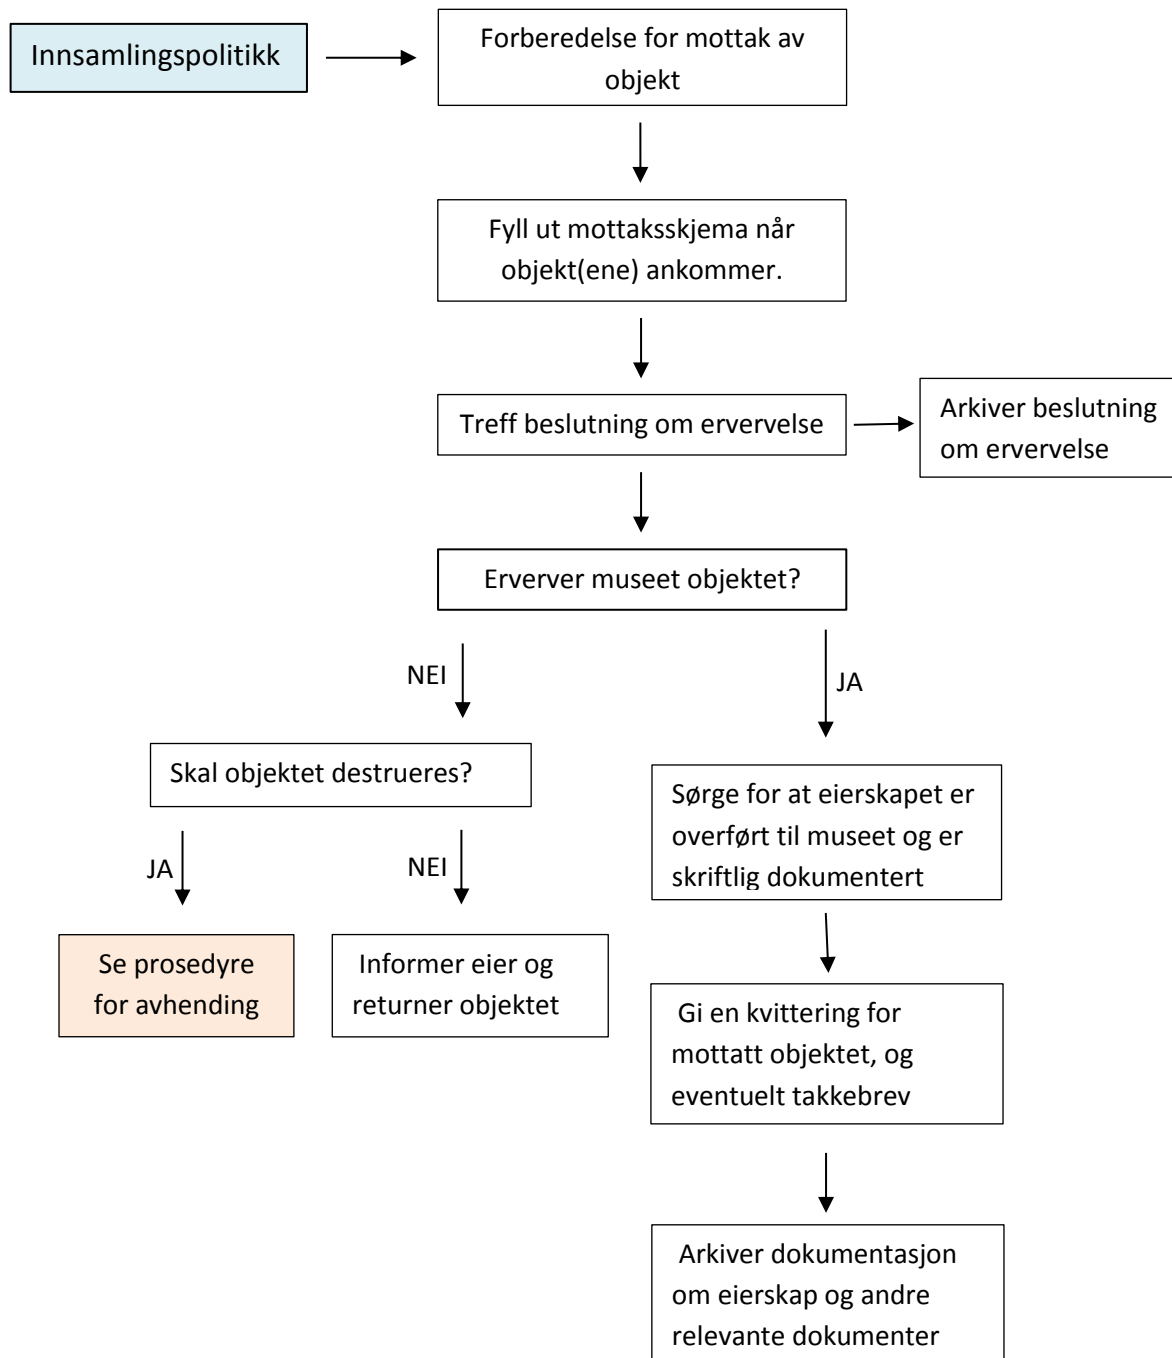 Innsamlingspolitikk
Forberedelse for mottak av
objekt
Fyll ut mottaksskjema når
objekt(ene) ankommer.
Treff beslutning om ervervelse
Arkiver beslutning
om ervervelse
Erverver museet objektet?
NEI
JA
Skal objektet destrueres?
JA
NEI
Se prosedyre
for avhending
Informer eier og
returner objektet
Sørge for at eierskapet er
overført til museet og er
skriftlig dokumentert
Gi en kvittering for
mottatt objektet, og
eventuelt takkebrev
Arkiver dokumentasjon
om eierskap og andre
relevante dokumenter